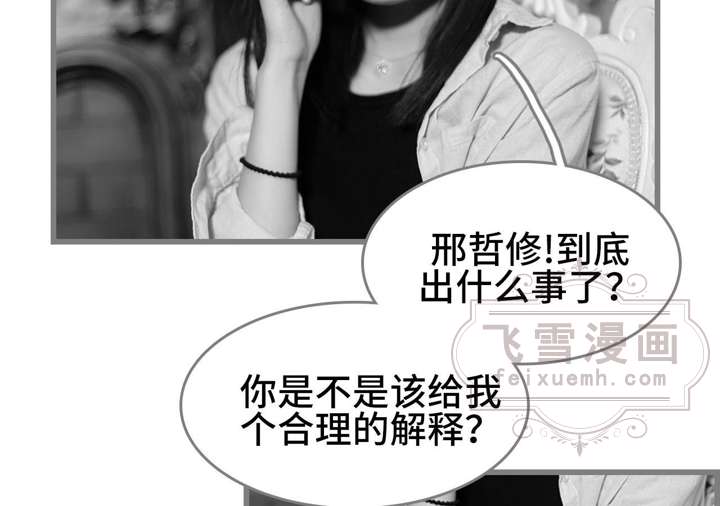 邢哲修!到底
出什么事了?
飞雪漫画
feixuemh.com
你是不是该给我
个合理的解释?